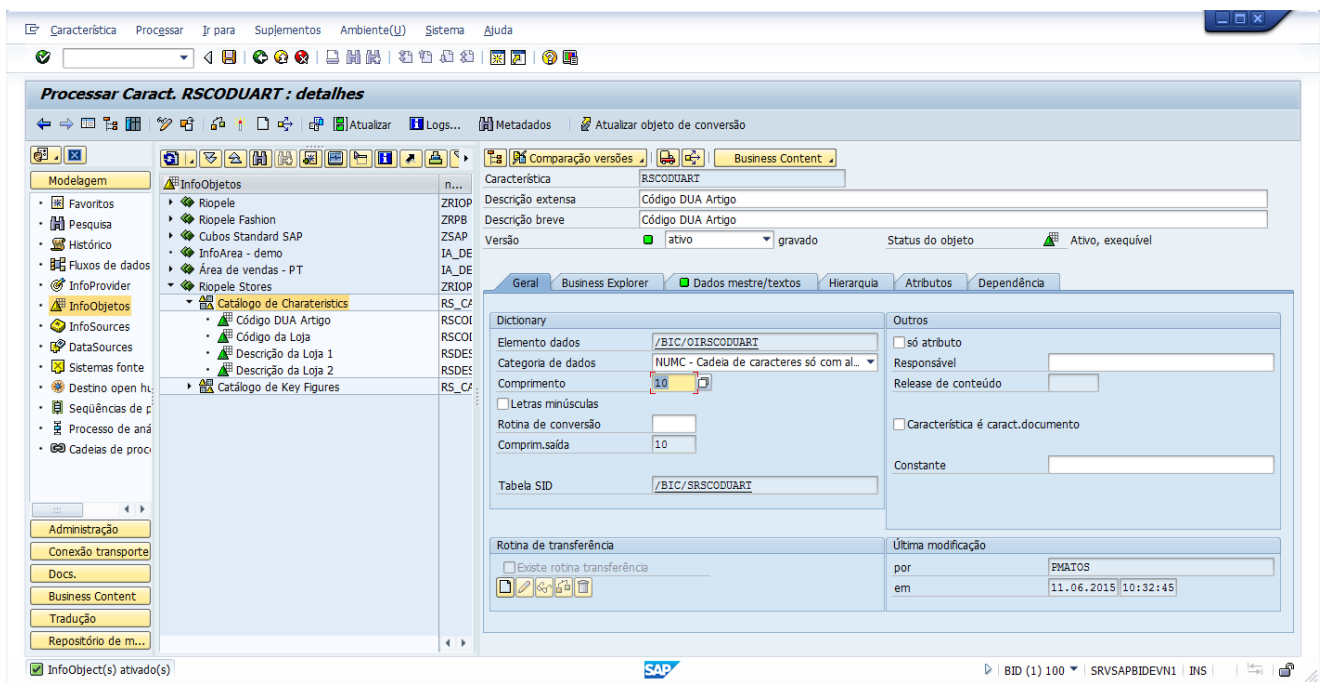 Característica Processar Ir para Suplementos Ambiente(U) Sistema Ajuda
Processar Caract. RSCODUART : detalhes
Atualizar Logs... Metadados Atualizar objeto de conversão
Modelagem
Favoritos
Pesquisa
Histórico
Fluxos de dados
InfoProvider
InfoObjetos
InfoSources
DataSources
Sistemas fonte
Destino open hu
Seqüências de p
Processo de aná
Cadeias de proc
Administração
Conexão transporte
Docs.
Business Content
Tradução
Repositório de m...
InfoObjetos n...
Riopele ZRIOP
Riopele Fashion ZRPB
Cubos Standard SAP ZSAP
InfoArea - demo IA_DE
Área de vendas - PT IA_DE
Riopele Stores ZRIOP
Catálogo de Charateristics RS_CA
Código DUA Artigo RSCOD
Código da Loja RSCOD
Descrição da Loja 1 RSDES
Descrição da Loja 2 RSDES
Catálogo de Key Figures RS_CA
Comparação versões Business Content
Característica RSCODUART
Descrição extensa Código DUA Artigo
Descrição breve Código DUA Artigo
Versão ativo gravado Status do objeto Ativo, exequível
Geral Business Explorer Dados mestre/textos Hierarquia Atributos Dependência
Dictionary
Elemento dados /BIC/OIRSCODUART
Categoria de dados NUMC - Cadeia de caracteres só com al...
Comprimento 10
Letras minúsculas
Rotina de conversão
Comprim.saída 10
Tabela SID /BIC/SRSCODUART
Outros
só atributo
Responsável
Release de conteúdo
Característica é caract.documento
Constante
Rotina de transferência
Existe rotina transferência
Última modificação
por PMATOS
em 11.06.2015 10:32:45
InfoObject(s) ativado(s) SAP BID (1) 100 SRVSAPBIDEVN1 INS